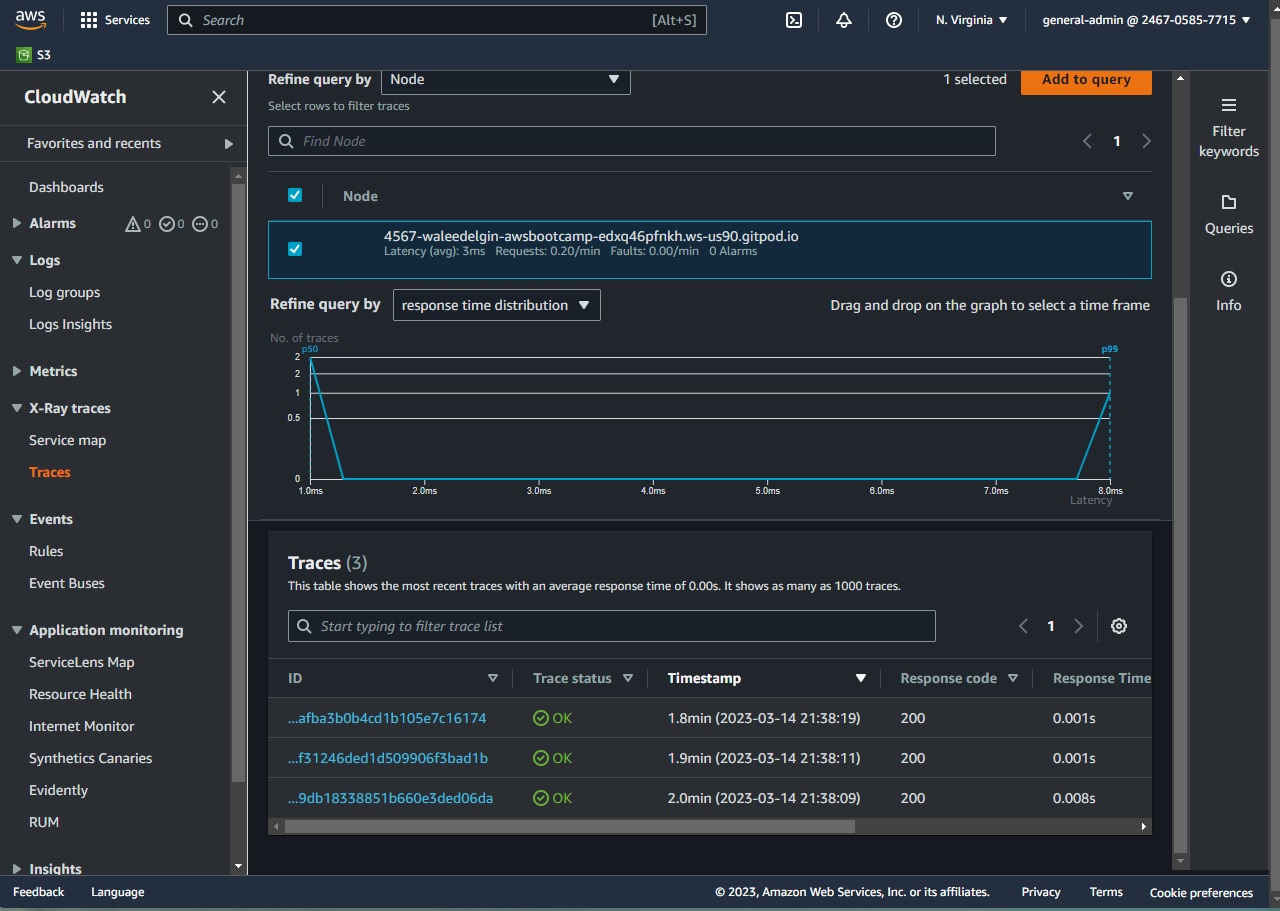 aws
Services
Search
[Alt+S]
N. Virginia
general-admin @ 2467-0585-7715
S3
CloudWatch
Favorites and recents
Dashboards
Alarms 0 0 0
Logs
Log groups
Logs Insights
Metrics
X-Ray traces
Service map
Traces
Events
Rules
Event Buses
Application monitoring
ServiceLens Map
Resource Health
Internet Monitor
Synthetics Canaries
Evidently
RUM
Insights
Refine query by Node 1 selected Add to query
Select rows to filter traces
Find Node
1
Node
4567-waleedelgin-awsbootcamp-edxq46pfnkh.ws-us90.gitpod.io
Latency (avg): 3ms Requests: 0.20/min Faults: 0.00/min 0 Alarms
Refine query by response time distribution Drag and drop on the graph to select a time frame
No. of traces
p50 p99
2
2
1
0.5
0
1.0ms 2.0ms 3.0ms 4.0ms 5.0ms 6.0ms 7.0ms 8.0ms
Latency
Traces (3)
This table shows the most recent traces with an average response time of 0.00s. It shows as many as 1000 traces.
Start typing to filter trace list
1
ID Trace status Timestamp Response code Response Time
...afba3b0b4cd1b105e7c16174 OK 1.8min (2023-03-14 21:38:19) 200 0.001s
...f31246ded1d509906f3bad1b OK 1.9min (2023-03-14 21:38:11) 200 0.001s
...9db18338851b660e3ded06da OK 2.0min (2023-03-14 21:38:09) 200 0.008s
Filter
keywords
Queries
Info
Feedback Language © 2023, Amazon Web Services, Inc. or its affiliates. Privacy Terms Cookie preferences